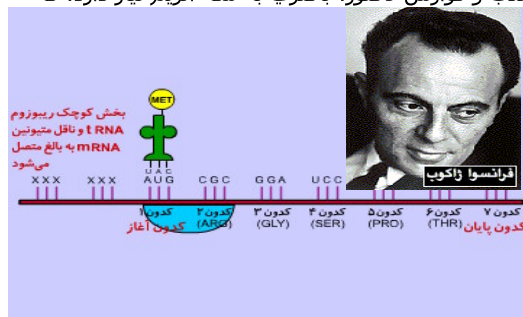 MET
بخش کوچک ریبوزوم
و ناقل متیونین tRNA
به بالغ متصل mRNA
می‌شود
UAC
XXX XXX AUG CGC GGA UCC
فرانسوا ژاکوب
کدون ۱ کدون ۲ کدون ۳ کدون ۴ کدون ۵ کدون ۶ کدون ۷
کدون آغاز (ARG) (GLY) (SER) (PRO) (THR) کدون پایان